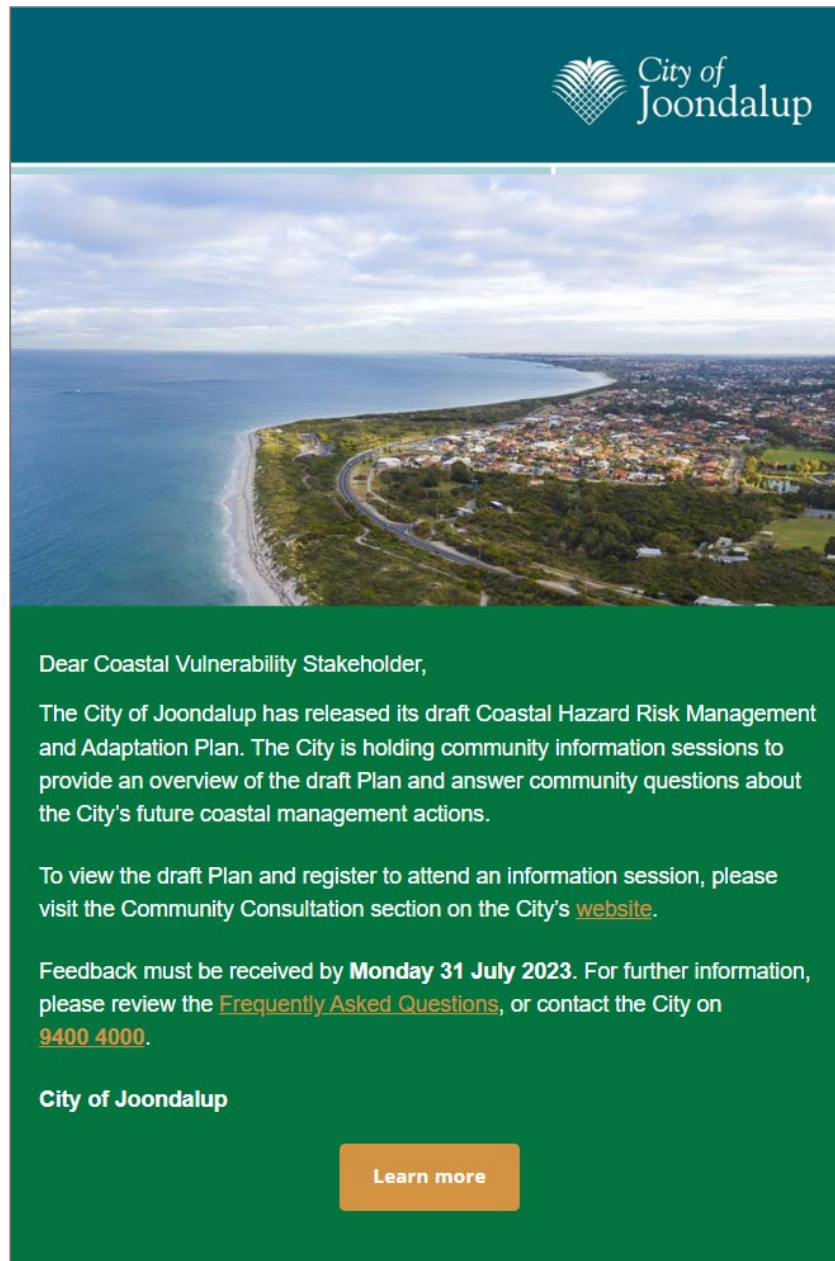 City of
Joondalup
Dear Coastal Vulnerability Stakeholder,
The City of Joondalup has released its draft Coastal Hazard Risk Management
and Adaptation Plan. The City is holding community information sessions to
provide an overview of the draft Plan and answer community questions about
the City’s future coastal management actions.
To view the draft Plan and register to attend an information session, please
visit the Community Consultation section on the City’s website.
Feedback must be received by Monday 31 July 2023. For further information,
please review the Frequently Asked Questions, or contact the City on
9400 4000.
City of Joondalup
Learn more